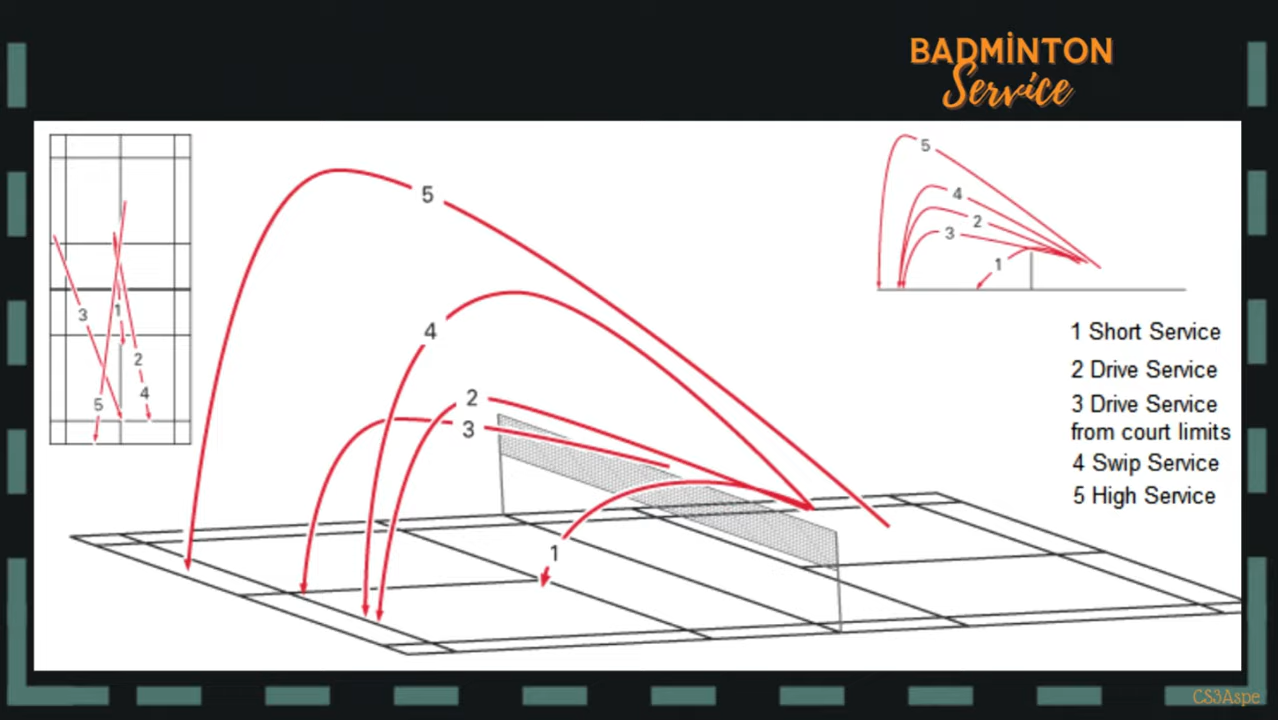 BADMİNTON
Service
5
4
2
3
1
5
4
2
3
1
3
1
2
4
5
1 Short Service
2 Drive Service
3 Drive Service
from court limits
4 Swip Service
5 High Service
CS3Aspe